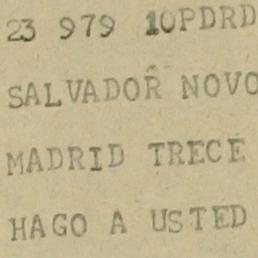 23 979 10PDRD
SALVADOR NOVO
MADRID TRECE
HAGO A USTED